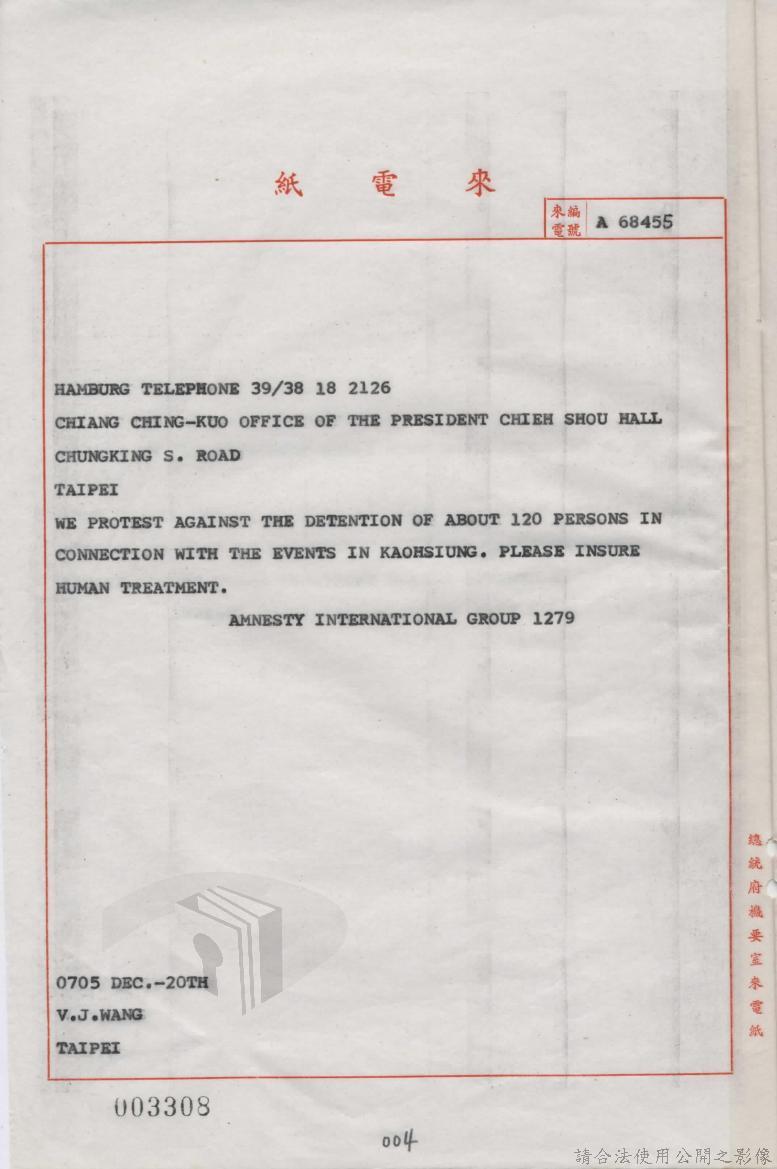 紙電來
來電編號 A 68455
HAMBURG TELEPHONE 39/38 18 2126
CHIANG CHING-KUO OFFICE OF THE PRESIDENT CHIEH SHOU HALL
CHUNGKING S. ROAD
TAIPEI
WE PROTEST AGAINST THE DETENTION OF ABOUT 120 PERSONS IN
CONNECTION WITH THE EVENTS IN KAOHSIUNG. PLEASE INSURE
HUMAN TREATMENT.
AMNESTY INTERNATIONAL GROUP 1279
0705 DEC.-20TH
V.J.WANG
TAIPEI
總統府機要室來電紙
003308
004
請合法使用公開之影像